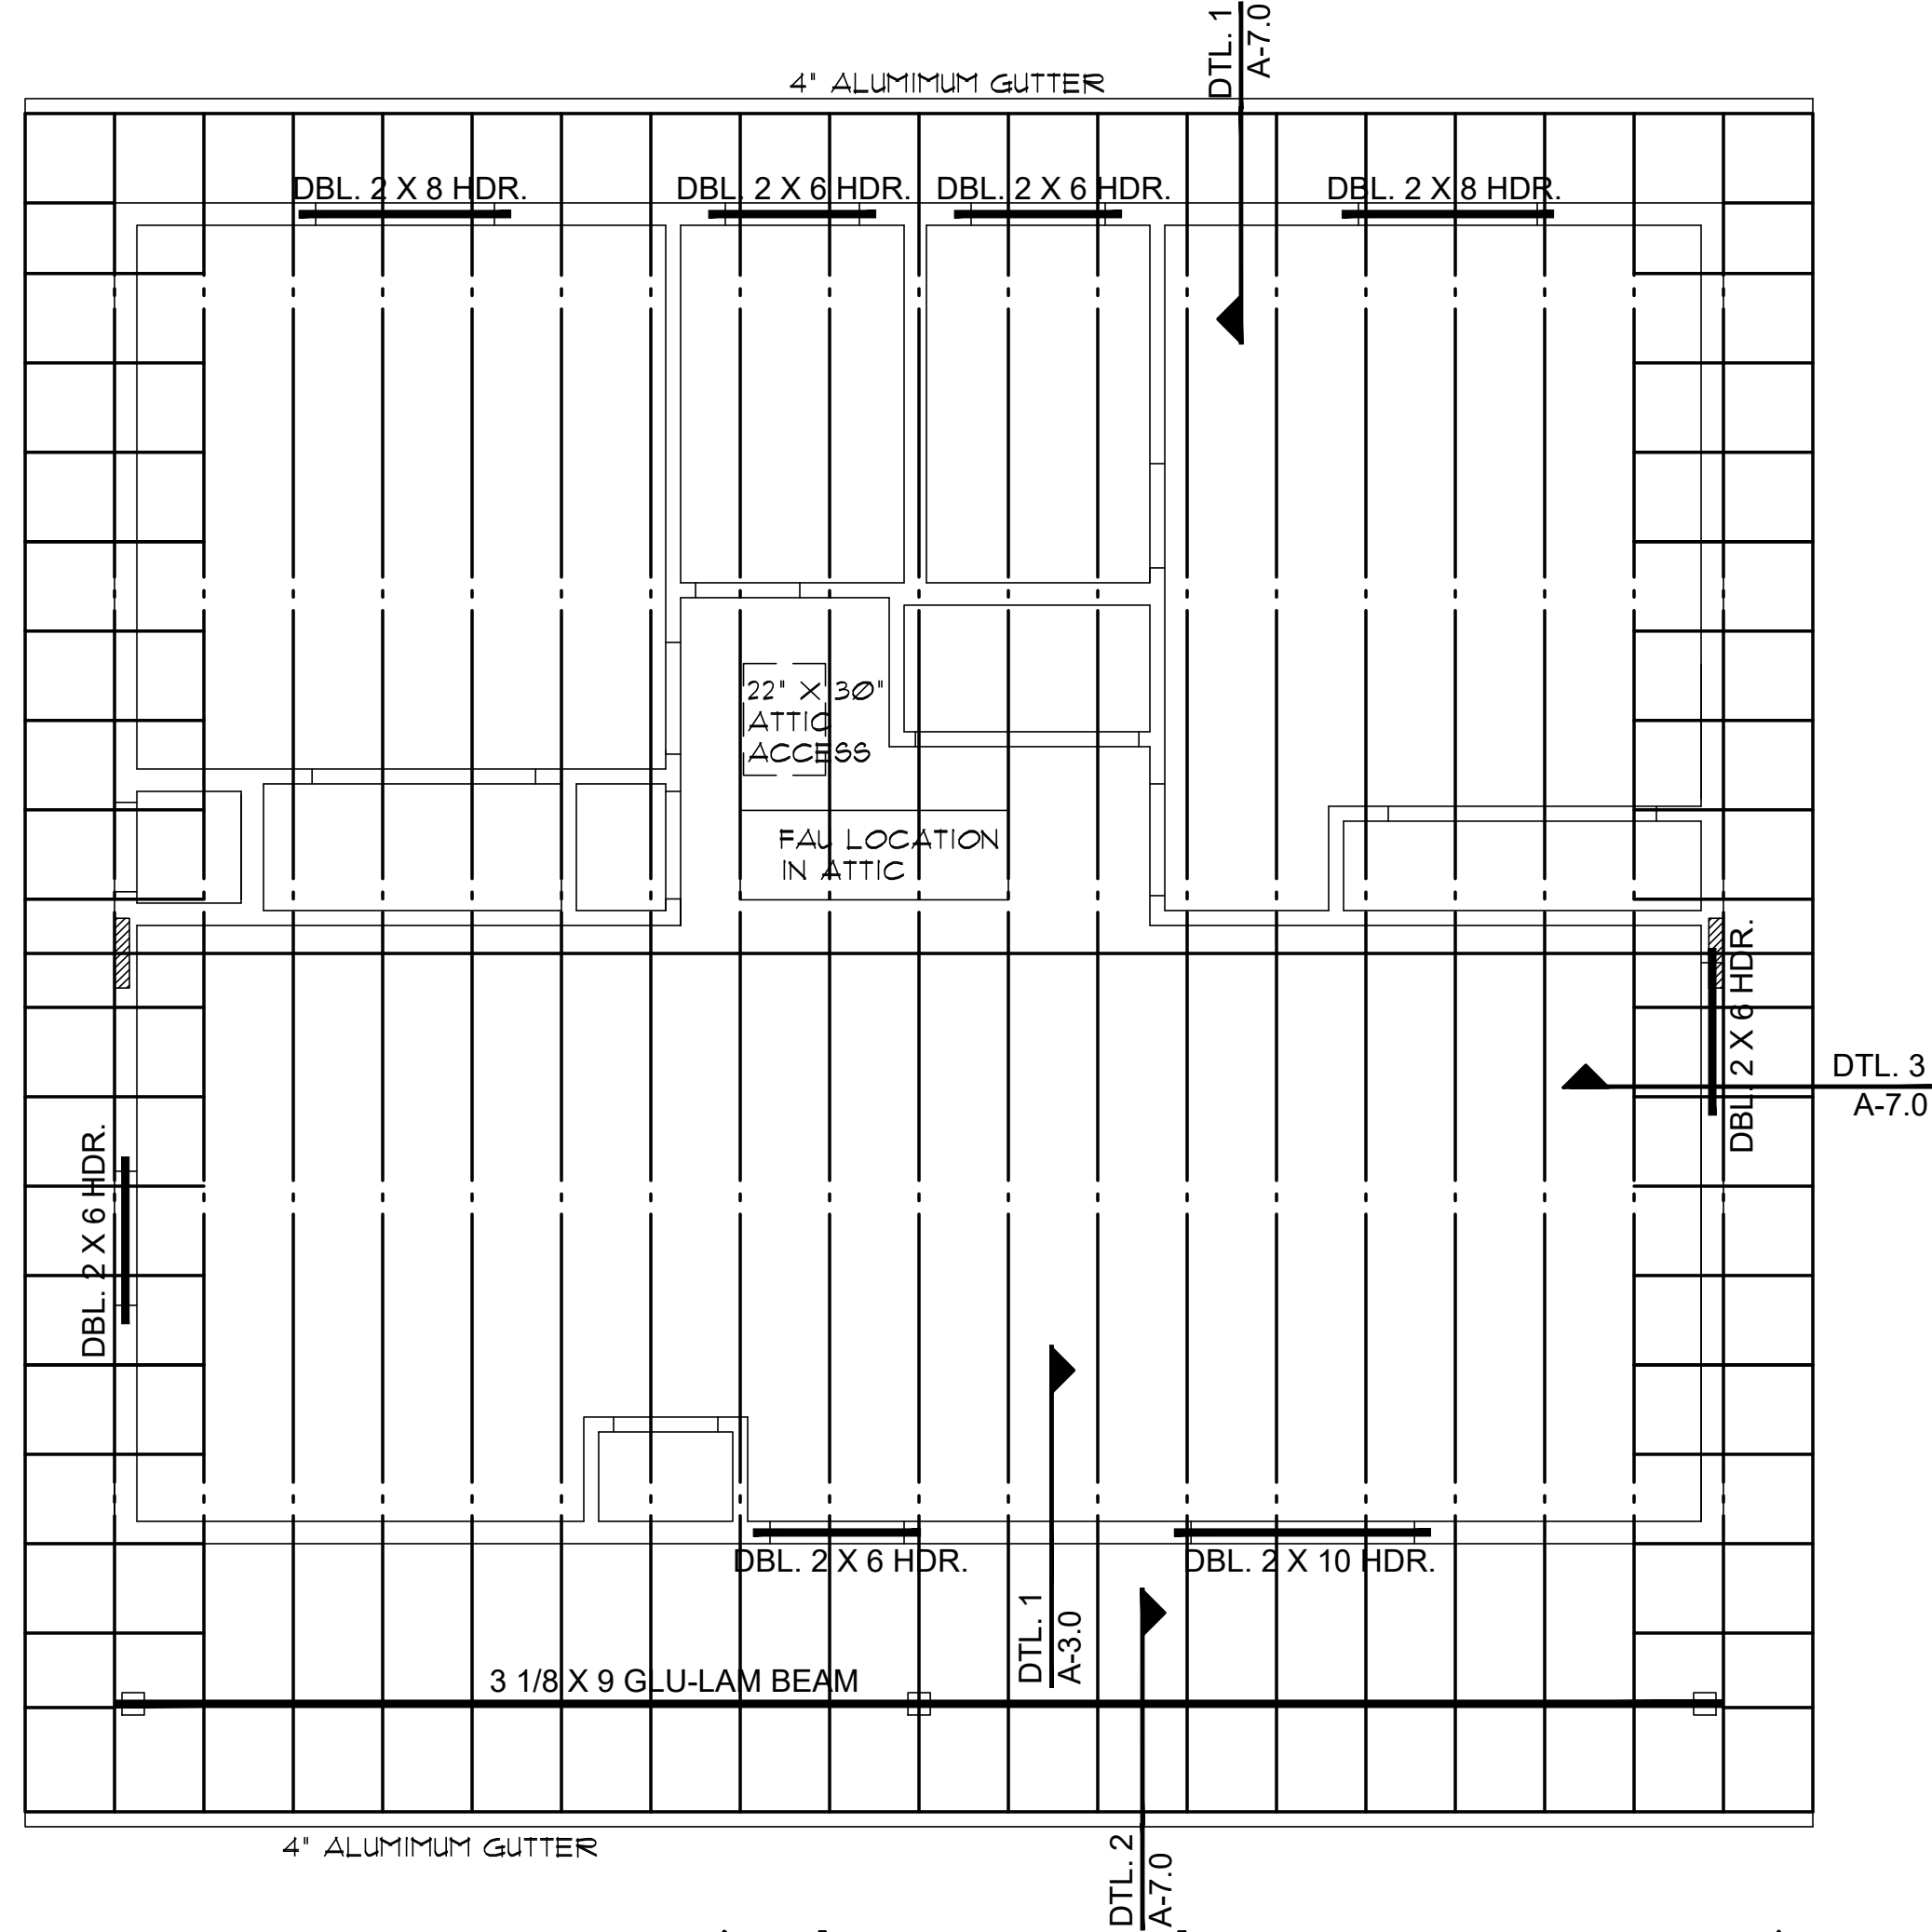 DTL. 1
A-7.0
4" ALUMIMUM GUTTER
DBL. 2 X 8 HDR.
DBL. 2 X 6 HDR.
DBL. 2 X 6 HDR.
DBL. 2 X 8 HDR.
22" X 30"
ATTIC
ACCESS
FAU LOCATION
IN ATTIC
DBL. 2 X 6 HDR.
DTL. 3
A-7.0
DBL. 2 X 6 HDR.
DBL. 2 X 6 HDR.
DBL. 2 X 10 HDR.
DTL. 1
A-3.0
3 1/8 X 9 GLU-LAM BEAM
4" ALUMIMUM GUTTER
DTL. 2
A-7.0